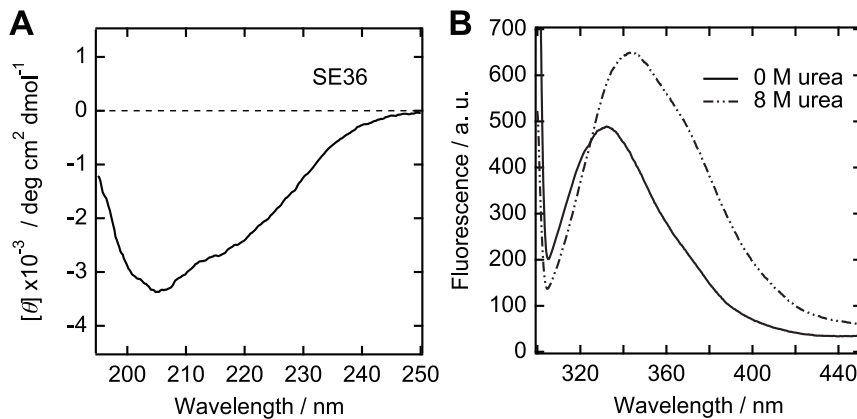 A
SE36
1
0
-1
-2
-3
-4
[θ] x10⁻³ / deg cm² dmol⁻¹
200 210 220 230 240 250
Wavelength / nm
B
0 M urea
8 M urea
700
600
500
400
300
200
100
0
Fluorescence / a. u.
320 360 400 440
Wavelength / nm